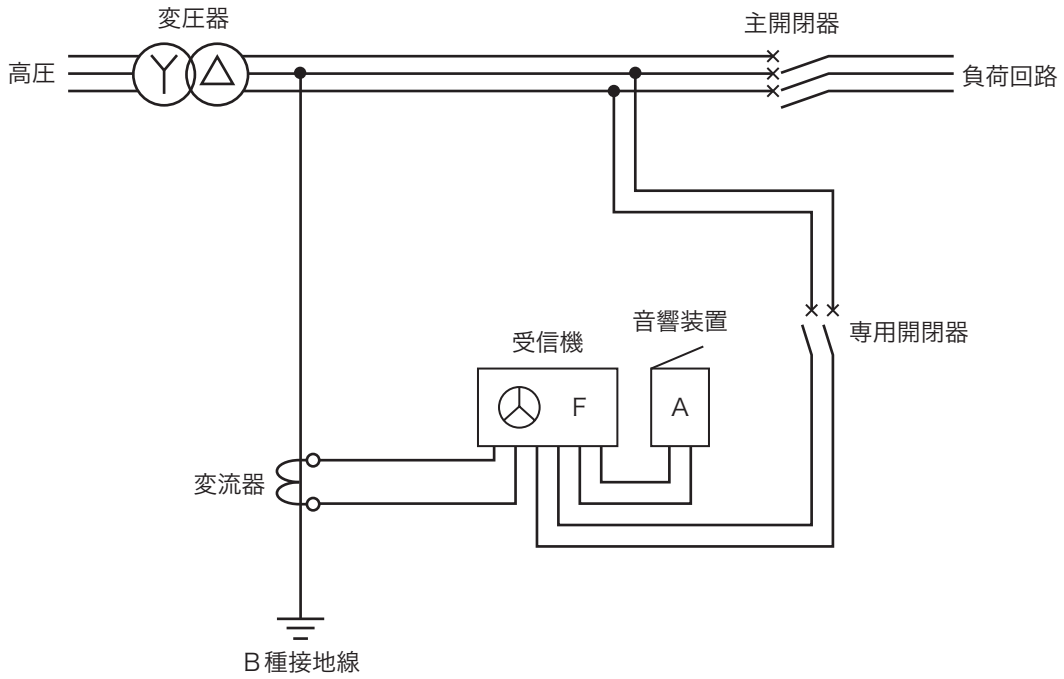 変圧器
主開閉器
高圧
負荷回路
専用開閉器
音響装置
受信機
F
A
変流器
B種接地線